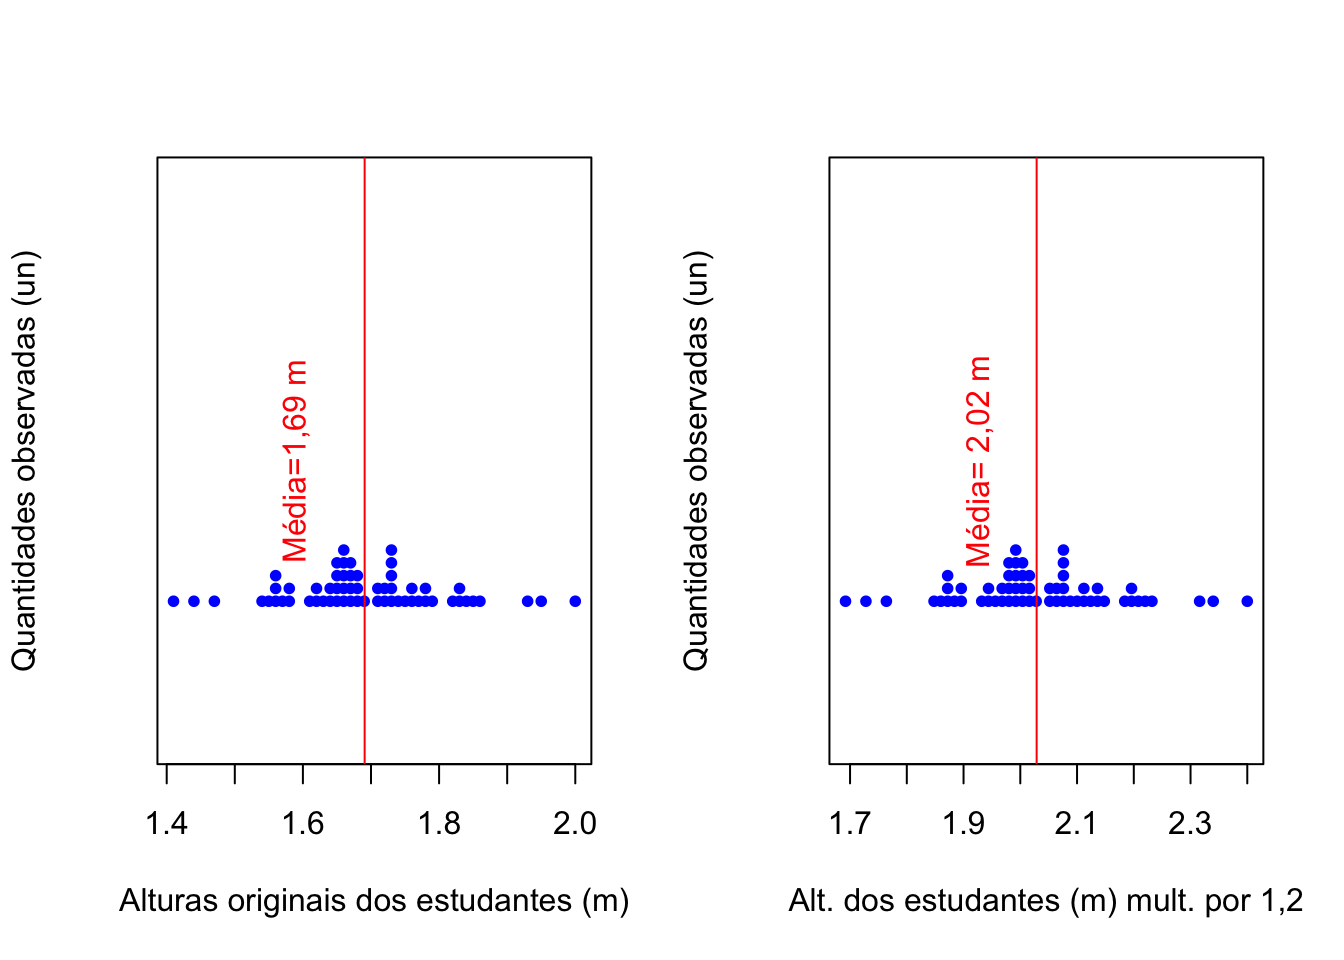 Quantidades observadas (un)
Média=1,69 m
1.4 1.6 1.8 2.0
Alturas originais dos estudantes (m)
Quantidades observadas (un)
Média= 2,02 m
1.7 1.9 2.1 2.3
Alt. dos estudantes (m) mult. por 1,2